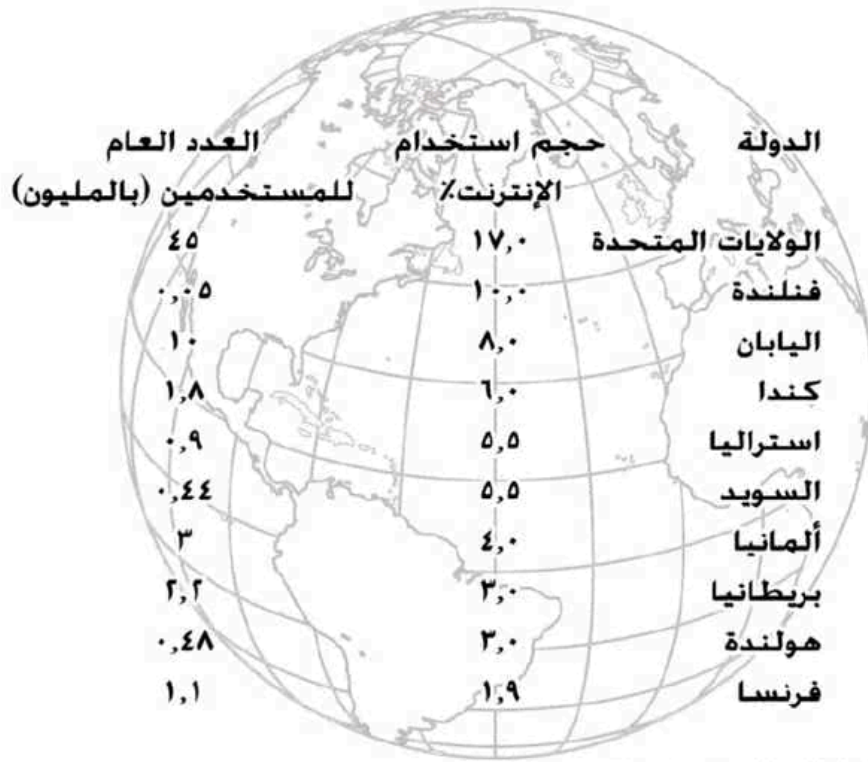 الدولة حجم استخدام العدد العام
الإنترنت٪ للمستخدمين (بالمليون)
الولايات المتحدة ١٧,٠ ٤٥
فنلندة ١٠,٠ ٠,٠٥
اليابان ٨,٠ ١٠
كندا ٦,٠ ١,٨
استراليا ٥,٥ ٠,٩
السويد ٥,٥ ٠,٤٤
ألمانيا ٤,٠ ٣
بريطانيا ٣,٠ ٢,٢
هولندة ٣,٠ ٠,٤٨
فرنسا ١,٩ ١,١